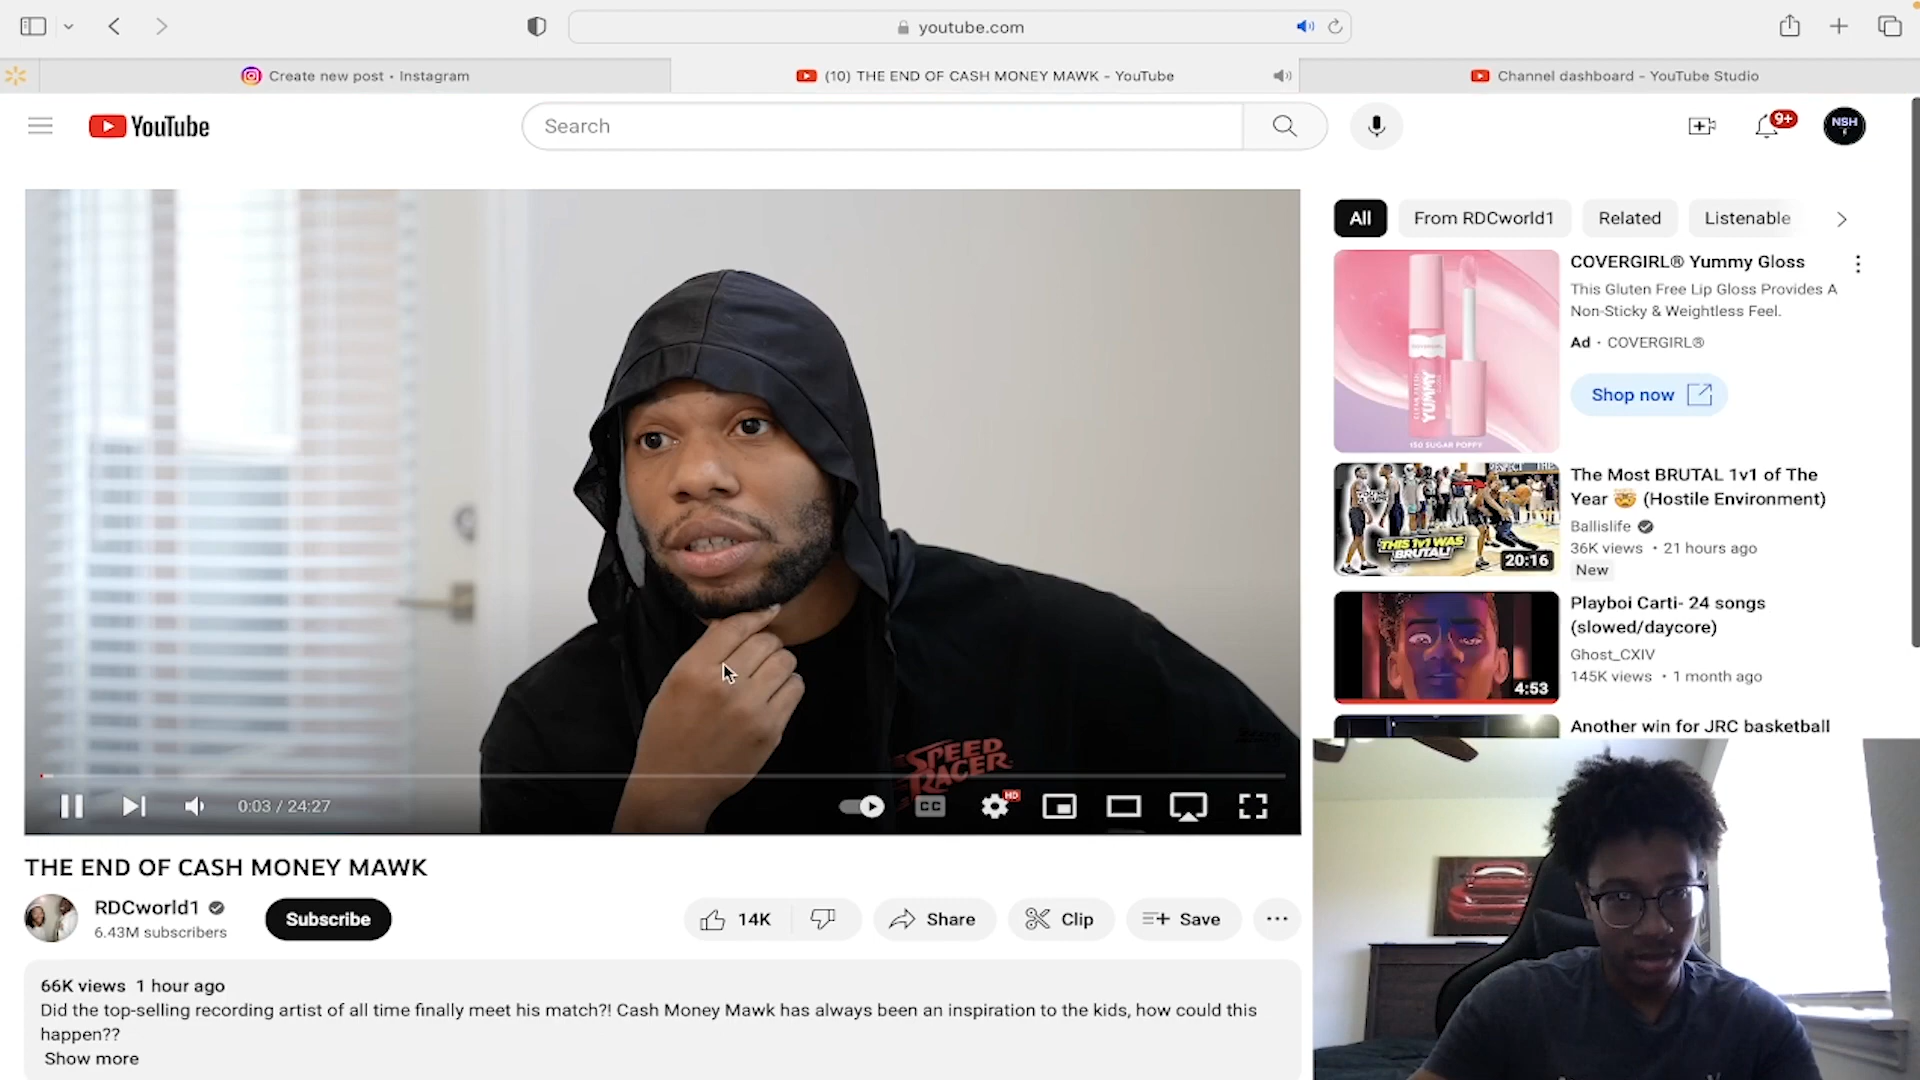 youtube.com
Create new post • Instagram
(10) THE END OF CASH MONEY MAWK - YouTube
Channel dashboard - YouTube Studio
YouTube
Search
9+
NSH
All
From RDCworld1
Related
Listenable
COVERGIRL® Yummy Gloss
This Gluten Free Lip Gloss Provides A
Non-Sticky & Weightless Feel.
Ad · COVERGIRL®
Shop now
YUMMY
150 SUGAR POPPY
The Most BRUTAL 1v1 of The
Year 🤯 (Hostile Environment)
Ballislife
36K views • 21 hours ago
New
THIS 1v1 WAS
BRUTAL!
20:16
Playboi Carti- 24 songs
(slowed/daycore)
Ghost_CXIV
145K views • 1 month ago
4:53
Another win for JRC basketball
SPEED
RACER
0:03 / 24:27
CC
HD
THE END OF CASH MONEY MAWK
RDCworld1
6.43M subscribers
Subscribe
14K
Share
Clip
Save
66K views 1 hour ago
Did the top-selling recording artist of all time finally meet his match?! Cash Money Mawk has always been an inspiration to the kids, how could this
happen??
Show more